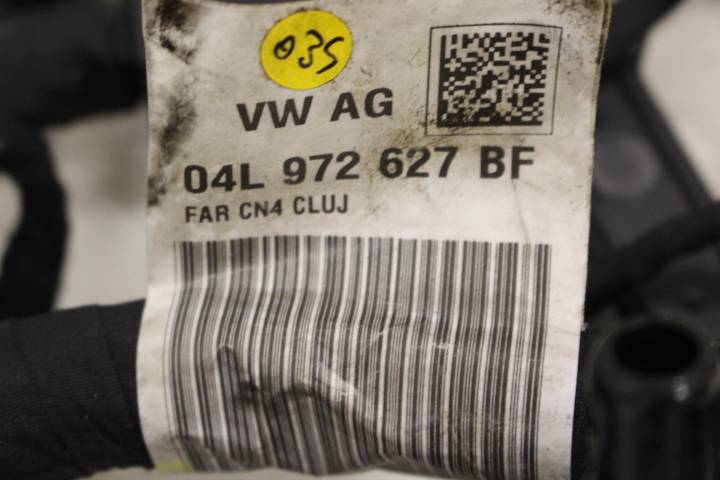 035
VW AG
04L 972 627 BF
FAR CN4 CLUJ